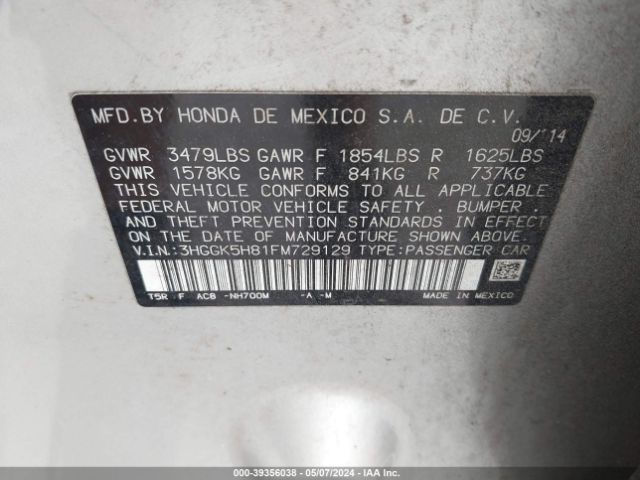 MFD.BY HONDA DE MEXICO S.A. DE C.V.
09/'14
GVWR 3479LBS GAWR F 1854LBS R 1625LBS
GVWR 1578KG GAWR F 841KG R 737KG
THIS VEHICLE CONFORMS TO ALL APPLICABLE
FEDERAL MOTOR VEHICLE SAFETY . BUMPER .
AND THEFT PREVENTION STANDARDS IN EFFECT
ON THE DATE OF MANUFACTURE SHOWN ABOVE.
V.I.N:3HGGK5H81FM729129 TYPE:PASSENGER CAR
T5R F AC8 -NH700M -A -M MADE IN MEXICO
000-39356038 - 05/07/2024 - IAAI.COM